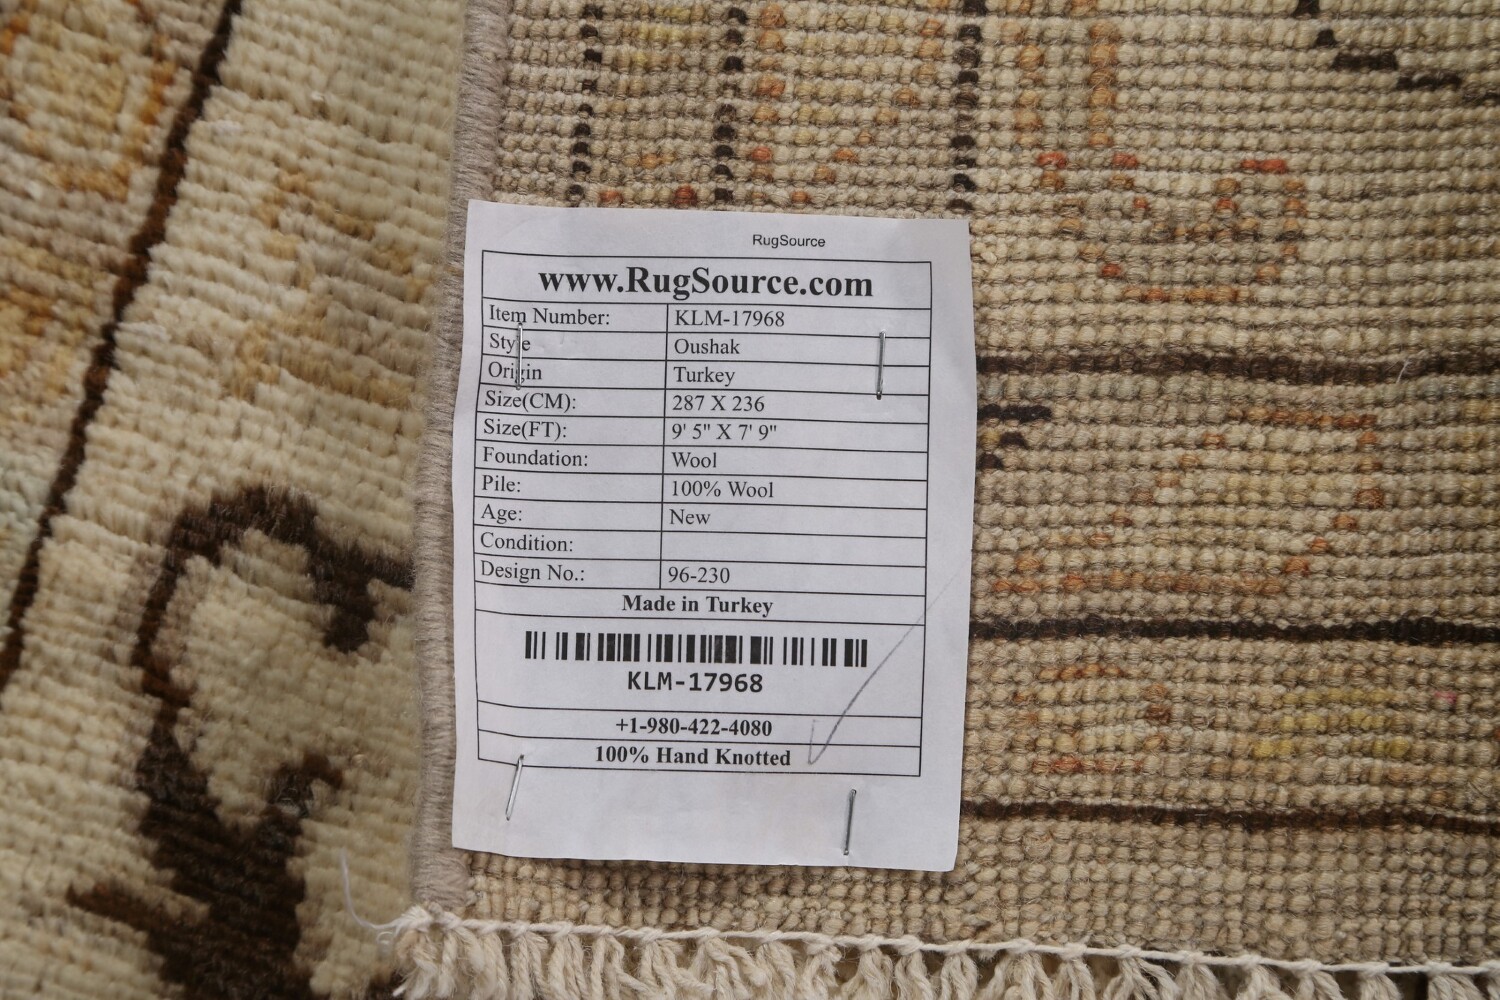 RugSource
www.RugSource.com
Item Number: KLM-17968
Style Oushak
Origin Turkey
Size(CM): 287 X 236
Size(FT): 9' 5" X 7' 9"
Foundation: Wool
Pile: 100% Wool
Age: New
Condition:
Design No.: 96-230
Made in Turkey
KLM-17968
+1-980-422-4080
100% Hand Knotted